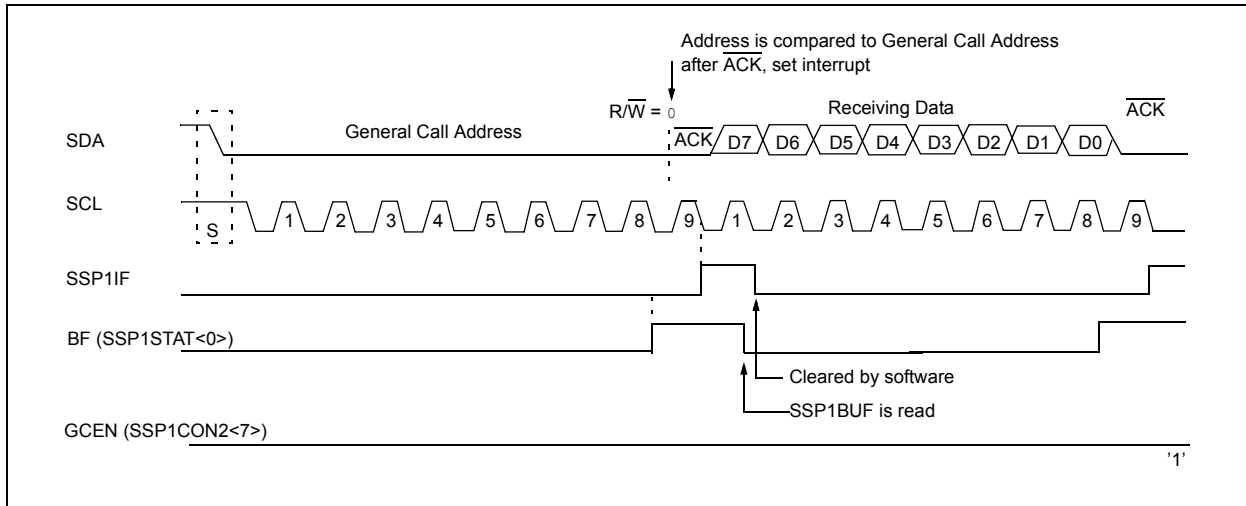 Address is compared to General Call Address
after ACK, set interrupt
R/W = 0
Receiving Data
ACK
SDA
General Call Address
ACK
D7 D6 D5 D4 D3 D2 D1 D0
SCL
S
1 2 3 4 5 6 7 8 9 1 2 3 4 5 6 7 8 9
SSP1IF
BF (SSP1STAT<0>)
Cleared by software
SSP1BUF is read
GCEN (SSP1CON2<7>)
'1'